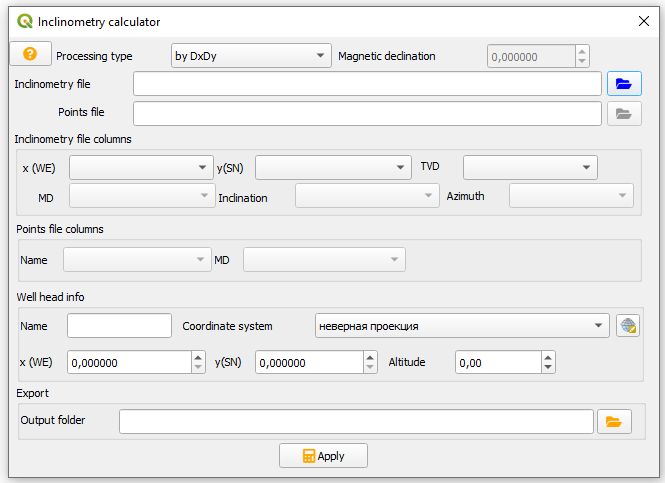 Inclinometry calculator
? Processing type by DxDy Magnetic declination 0,000000
Inclinometry file
Points file
Inclinometry file columns
x (WE) y(SN) TVD
MD Inclination Azimuth
Points file columns
Name MD
Well head info
Name Coordinate system неверная проекция
x (WE) 0,000000 y(SN) 0,000000 Altitude 0,00
Export
Output folder
Apply